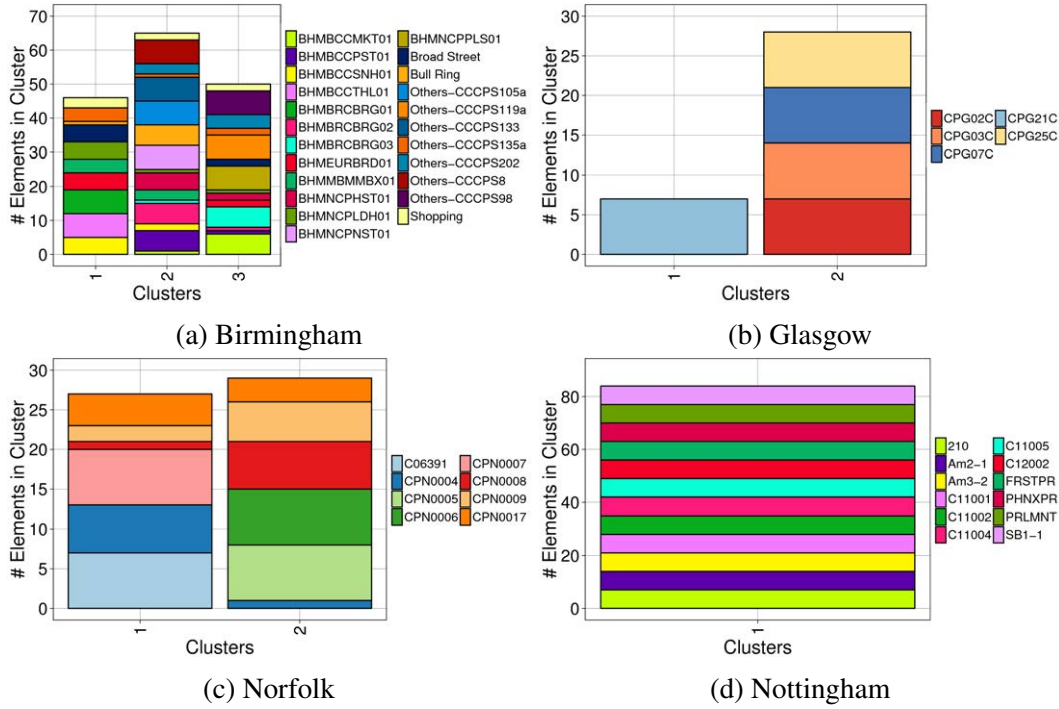 # Elements in Cluster
70
60
50
40
30
20
10
0
1
2
3
Clusters
BHMBCCMKT01
BHMBCCPST01
BHMBCCSNH01
BHMBCCTHL01
BHMBRCBRG01
BHMBRCBRG02
BHMBRCBRG03
BHMEURBRD01
BHMMBMMBX01
BHMNCPHST01
BHMNCPLDH01
BHMNCPNST01
BHMNCPPLS01
Broad Street
Bull Ring
Others-CCCPS105a
Others-CCCPS119a
Others-CCCPS133
Others-CCCPS135a
Others-CCCPS202
Others-CCCPS8
Others-CCCPS98
Shopping
(a) Birmingham
# Elements in Cluster
30
25
20
15
10
5
0
1
2
Clusters
CPG02C
CPG03C
CPG07C
CPG21C
CPG25C
(b) Glasgow
# Elements in Cluster
30
25
20
15
10
5
0
1
2
Clusters
C06391
CPN0004
CPN0005
CPN0006
CPN0007
CPN0008
CPN0009
CPN0017
(c) Norfolk
# Elements in Cluster
80
60
40
20
0
1
Clusters
210
Am2-1
Am3-2
C11001
C11002
C11004
C11005
C12002
FRSTPR
PHNXPR
PRLMNT
SB1-1
(d) Nottingham